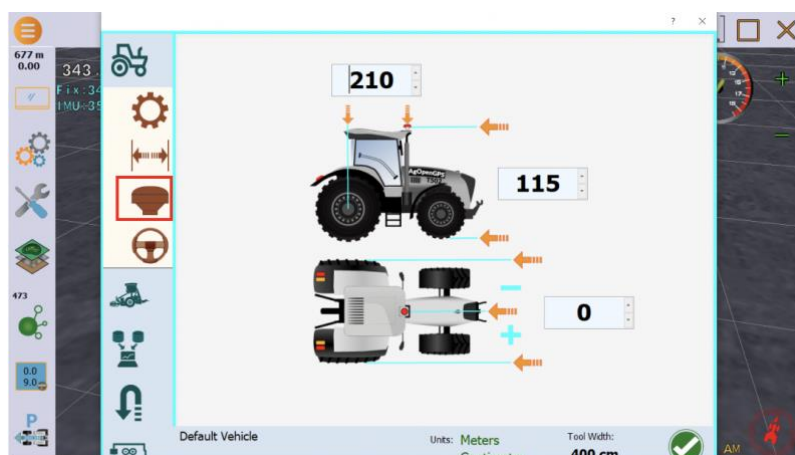 677 m
0.00
343.
Fix:34
IMU:35
473
0.0
9.0
P
210
AgOpenGPS
115
0
Default Vehicle
Units: Meters
Tool Width:
400 cm
AM